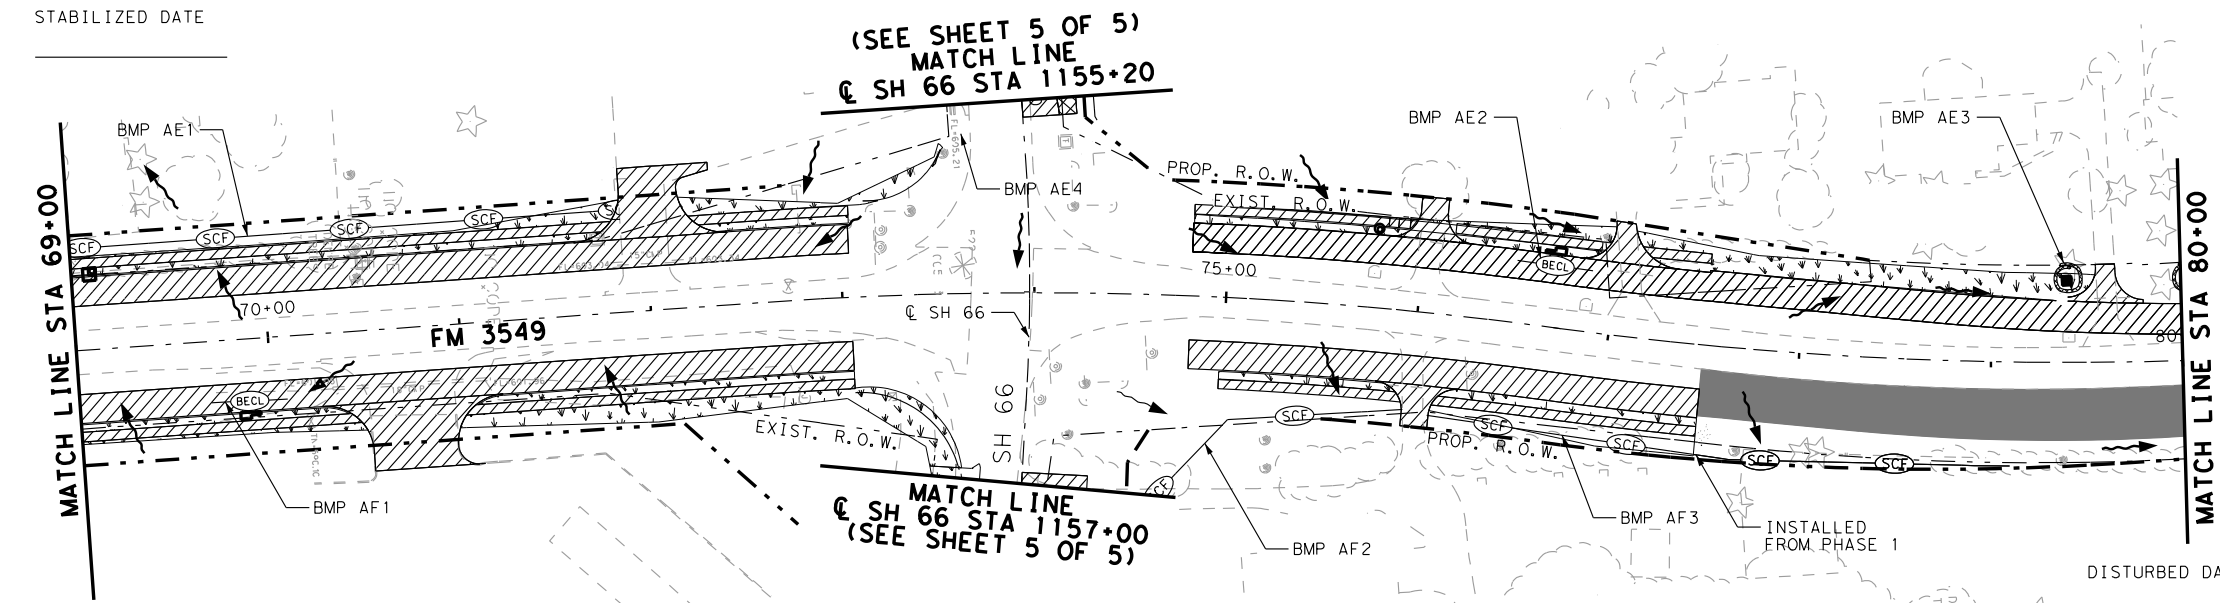 STABILIZED DATE
(SEE SHEET 5 OF 5)
MATCH LINE
℄ SH 66 STA 1155+20
BMP AE1
BMP AE2
BMP AE3
BMP AE4
PROP. R.O.W.
EXIST. R.O.W.
MATCH LINE STA 69+00
SCF
SCF
SCF
SCF
70+00
FM 3549
℄ SH 66
75+00
BECL
80
MATCH LINE STA 80+00
BECL
SH 66
EXIST. R.O.W.
SCF
SCF
SCF
SCF
SCF
CF
PROP. R.O.W.
BMP AF1
MATCH LINE
℄ SH 66 STA 1157+00
(SEE SHEET 5 OF 5)
BMP AF2
BMP AF3
INSTALLED
FROM PHASE 1
DISTURBED DA